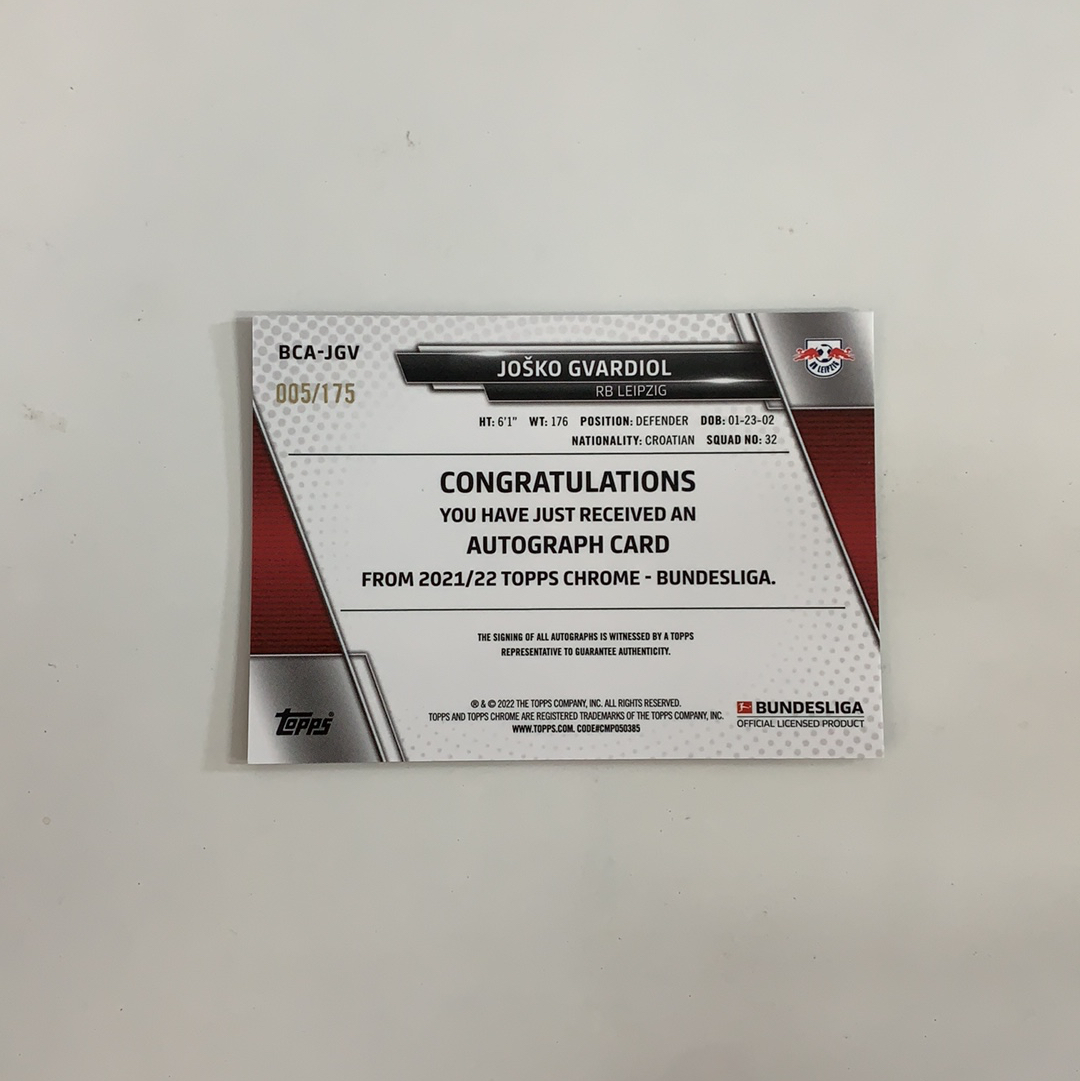 BCA-JGV
005/175
JOŠKO GVARDIOL
RB LEIPZIG
RB LEIPZIG
HT: 6'1" WT: 176 POSITION: DEFENDER DOB: 01-23-02
NATIONALITY: CROATIAN SQUAD NO: 32
CONGRATULATIONS
YOU HAVE JUST RECEIVED AN
AUTOGRAPH CARD
FROM 2021/22 TOPPS CHROME - BUNDESLIGA.
THE SIGNING OF ALL AUTOGRAPHS IS WITNESSED BY A TOPPS
REPRESENTATIVE TO GUARANTEE AUTHENTICITY.
® & © 2022 THE TOPPS COMPANY, INC. ALL RIGHTS RESERVED.
TOPPS AND TOPPS CHROME ARE REGISTERED TRADEMARKS OF THE TOPPS COMPANY, INC.
WWW.TOPPS.COM. CODE#CMP050385
topps®
BUNDESLIGA
OFFICIAL LICENSED PRODUCT